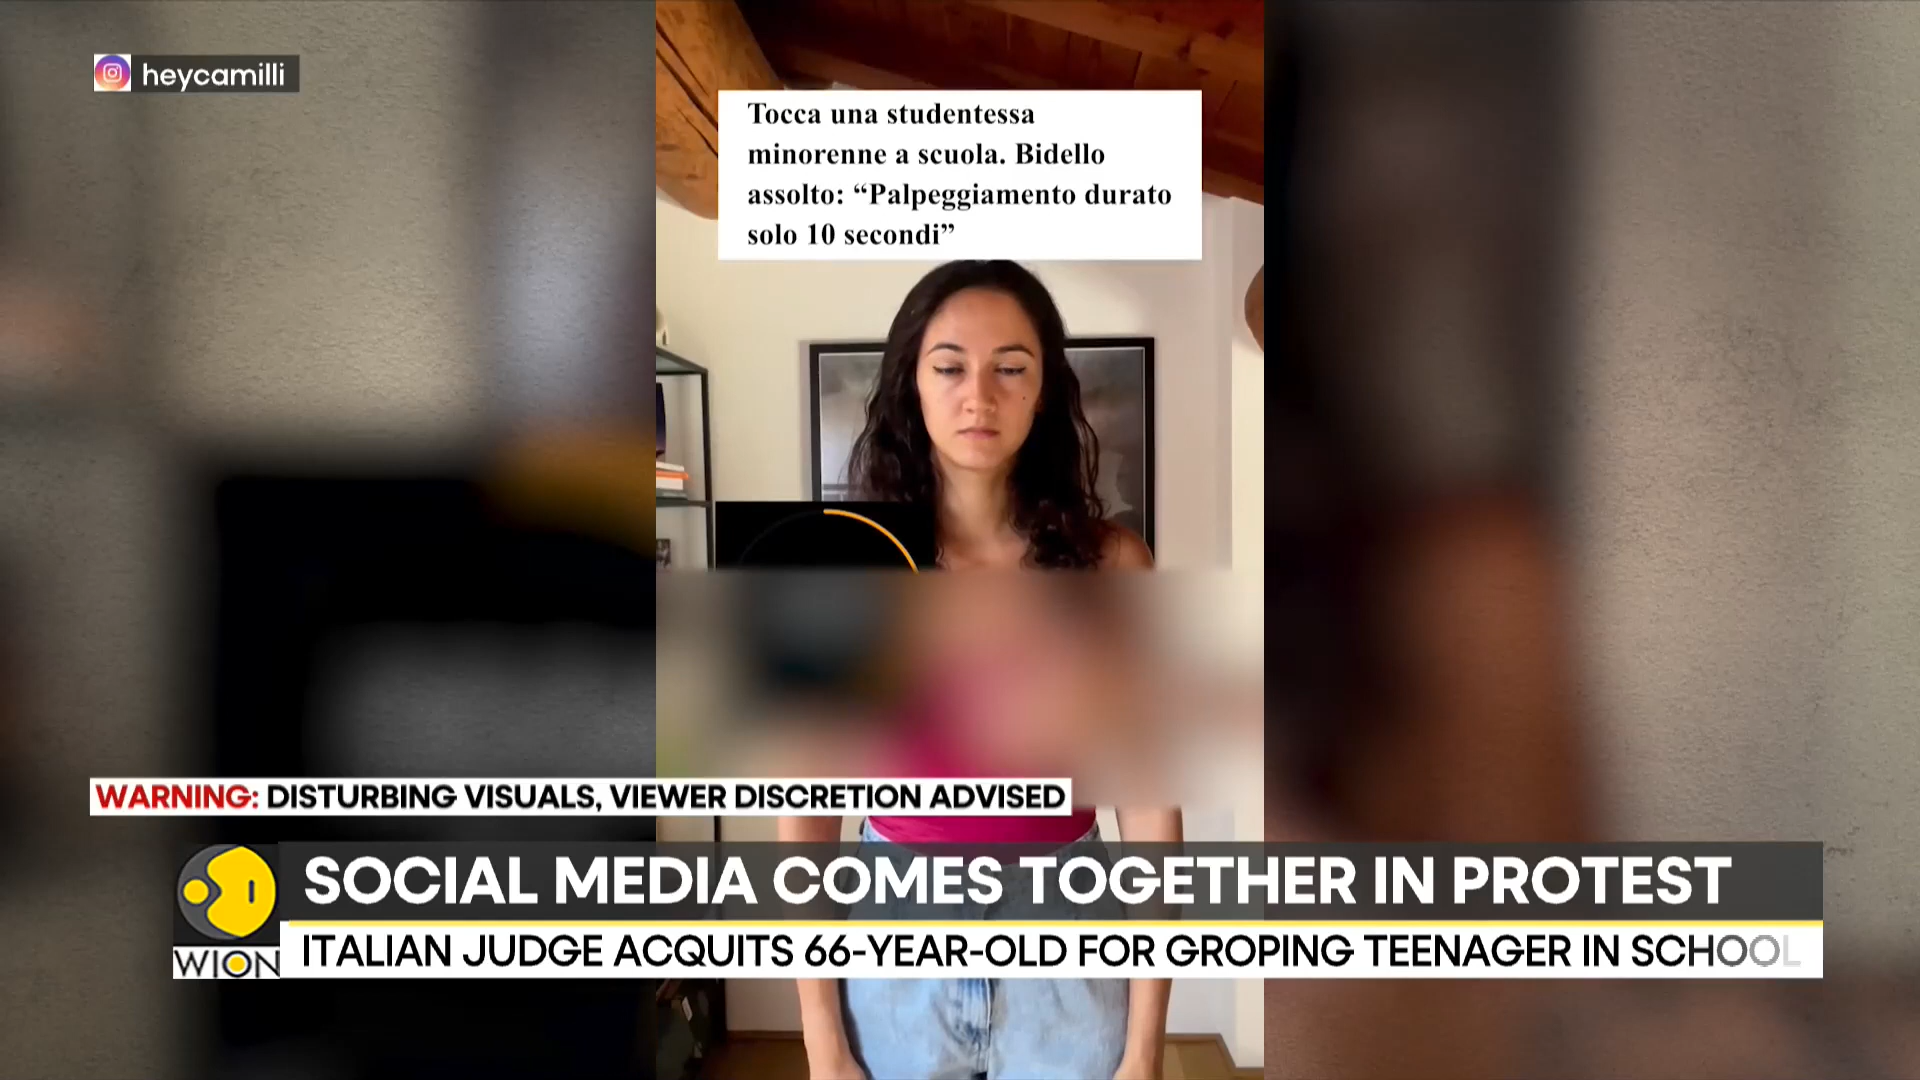 heycamilli
Tocca una studentessa
minorenne a scuola. Bidello
assolto: “Palpeggiamento durato
solo 10 secondi”
WARNING: DISTURBING VISUALS, VIEWER DISCRETION ADVISED
SOCIAL MEDIA COMES TOGETHER IN PROTEST
ITALIAN JUDGE ACQUITS 66-YEAR-OLD FOR GROPING TEENAGER IN SCHOOL
WION